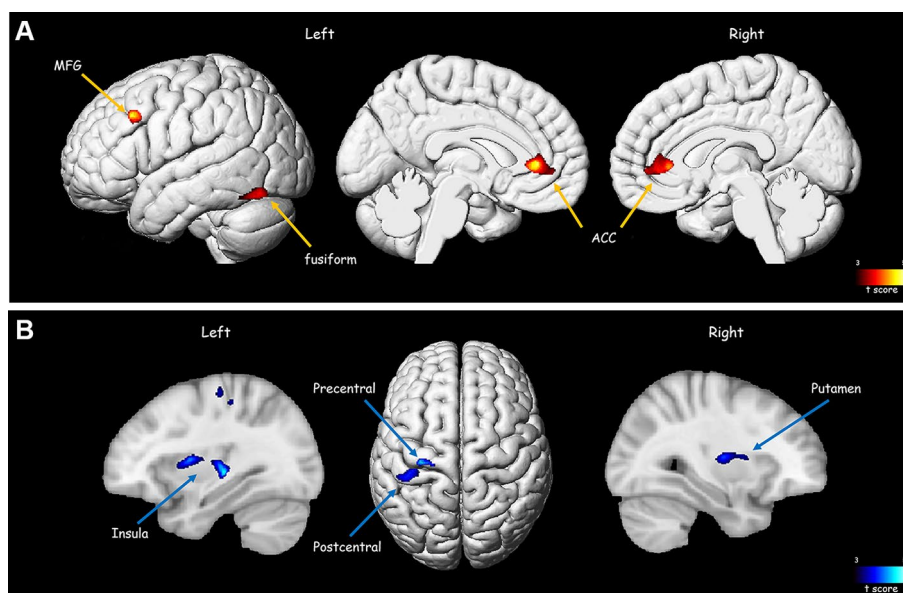 A
Left
Right
MFG
fusiform
ACC
3
t score
B
Left
Right
Precentral
Putamen
Insula
Postcentral
3
t score